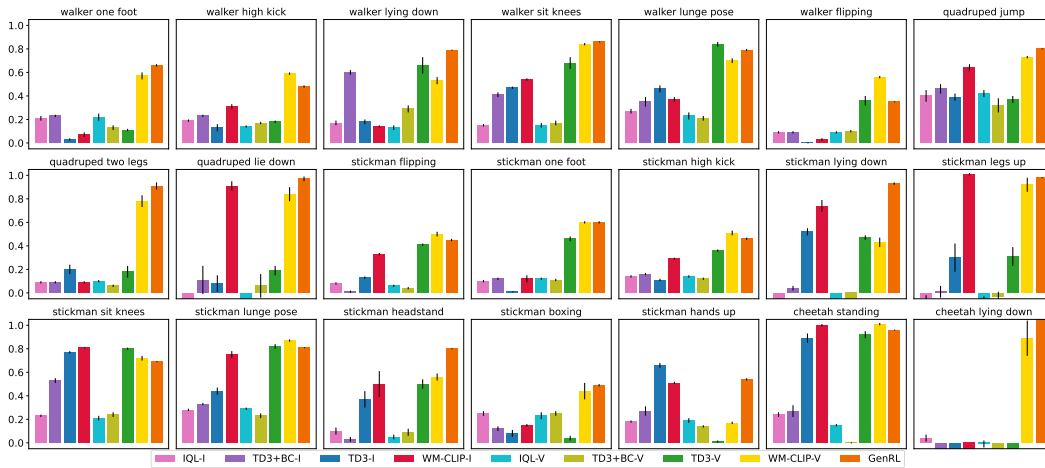 walker one foot
walker high kick
walker lying down
walker sit knees
walker lunge pose
walker flipping
quadruped jump
1.0
0.8
0.6
0.4
0.2
0.0
quadruped two legs
quadruped lie down
stickman flipping
stickman one foot
stickman high kick
stickman lying down
stickman legs up
1.0
0.8
0.6
0.4
0.2
0.0
stickman sit knees
stickman lunge pose
stickman headstand
stickman boxing
stickman hands up
cheetah standing
cheetah lying down
1.0
0.8
0.6
0.4
0.2
0.0
IQL-I
TD3+BC-I
TD3-I
WM-CLIP-I
IQL-V
TD3+BC-V
TD3-V
WM-CLIP-V
GenRL